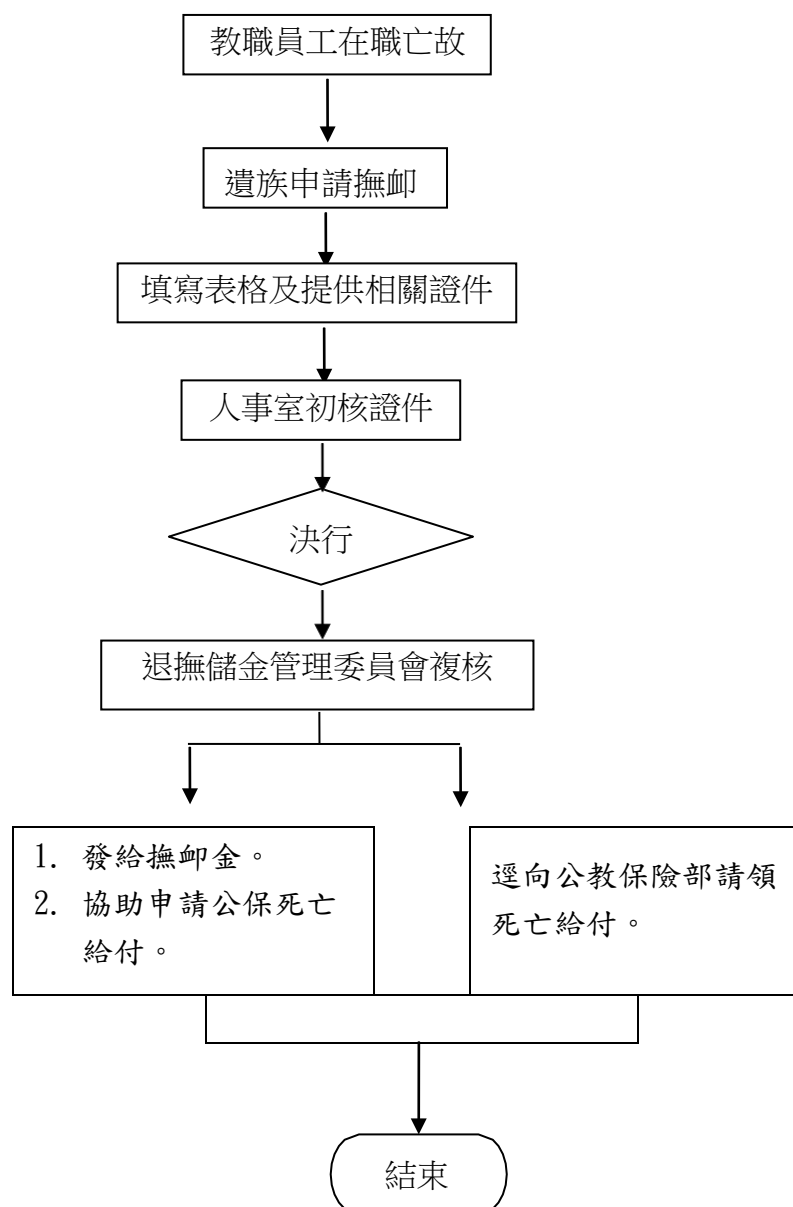 教職員工在職亡故
遺族申請撫卹
填寫表格及提供相關證件
人事室初核證件
決行
退撫儲金管理委員會複核
1. 發給撫卹金。
2. 協助申請公保死亡
給付。
逕向公教保險部請領
死亡給付。
結束